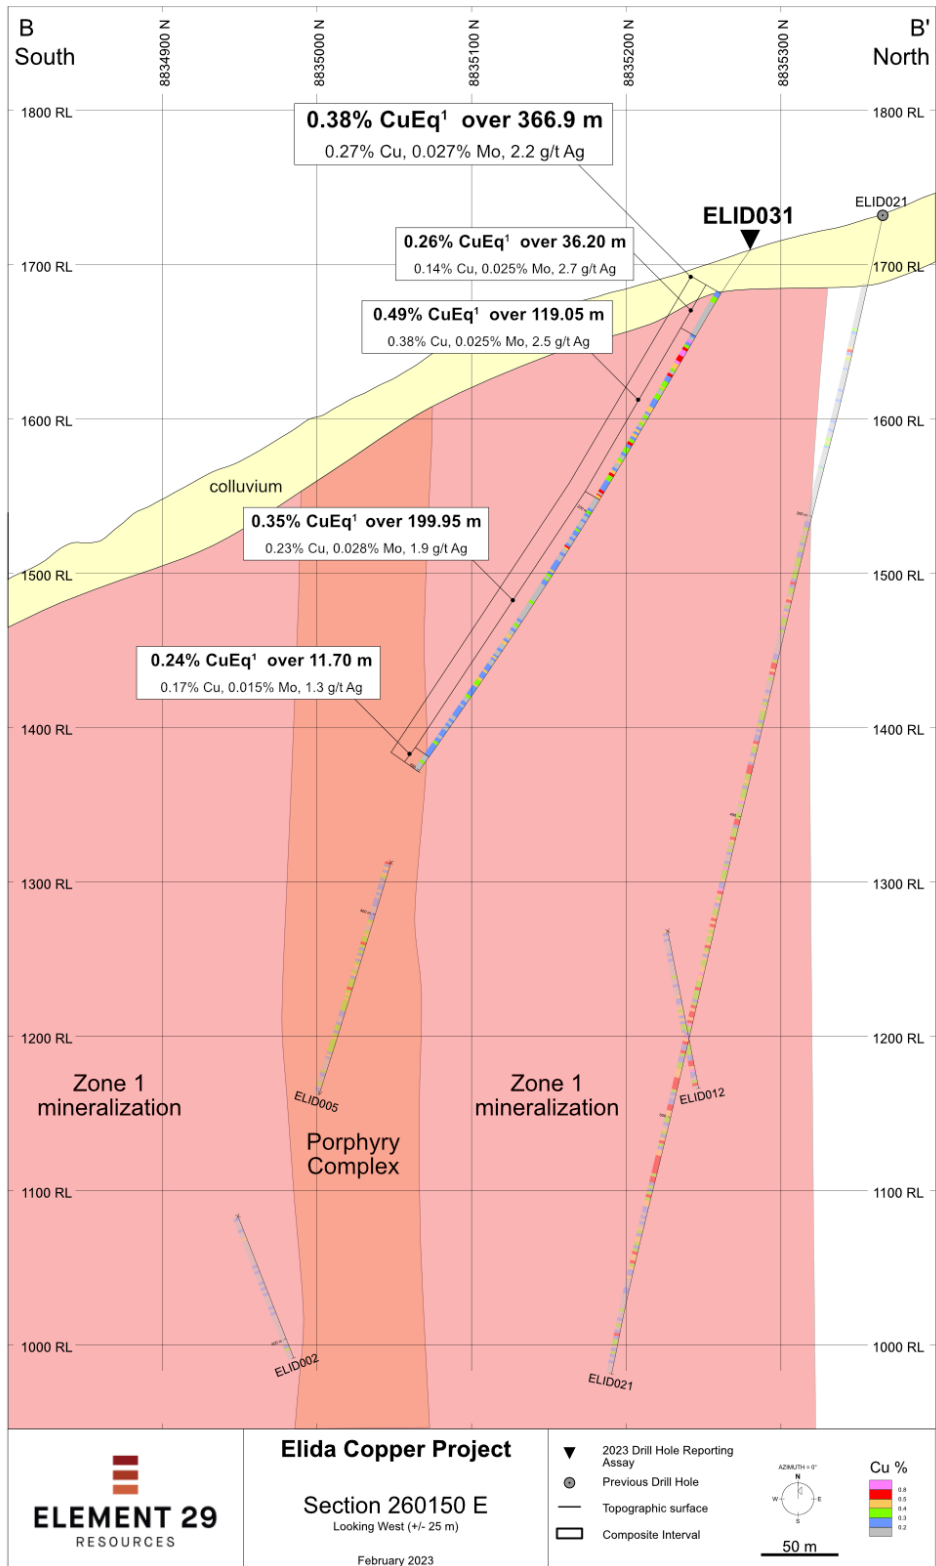 B
South
B'
North
8834900 N
8835000 N
8835100 N
8835200 N
8835300 N
1800 RL
1800 RL
0.38% CuEq¹ over 366.9 m
0.27% Cu, 0.027% Mo, 2.2 g/t Ag
ELID031
ELID021
0.26% CuEq¹ over 36.20 m
0.14% Cu, 0.025% Mo, 2.7 g/t Ag
1700 RL
1700 RL
0.49% CuEq¹ over 119.05 m
0.38% Cu, 0.025% Mo, 2.5 g/t Ag
1600 RL
1600 RL
colluvium
0.35% CuEq¹ over 199.95 m
0.23% Cu, 0.028% Mo, 1.9 g/t Ag
1500 RL
1500 RL
0.24% CuEq¹ over 11.70 m
0.17% Cu, 0.015% Mo, 1.3 g/t Ag
1400 RL
1400 RL
1300 RL
1300 RL
1200 RL
1200 RL
Zone 1
mineralization
ELID005
Zone 1
mineralization
ELID012
Porphyry
Complex
1100 RL
1100 RL
1000 RL
1000 RL
ELID002
ELID021
ELEMENT 29
RESOURCES
Elida Copper Project
Section 260150 E
Looking West (+/- 25 m)
February 2023
2023 Drill Hole Reporting
Assay
Previous Drill Hole
Topographic surface
Composite Interval
AZIMUTH = 0°
N
W
E
S
50 m
Cu %
0.8
0.5
0.4
0.3
0.2